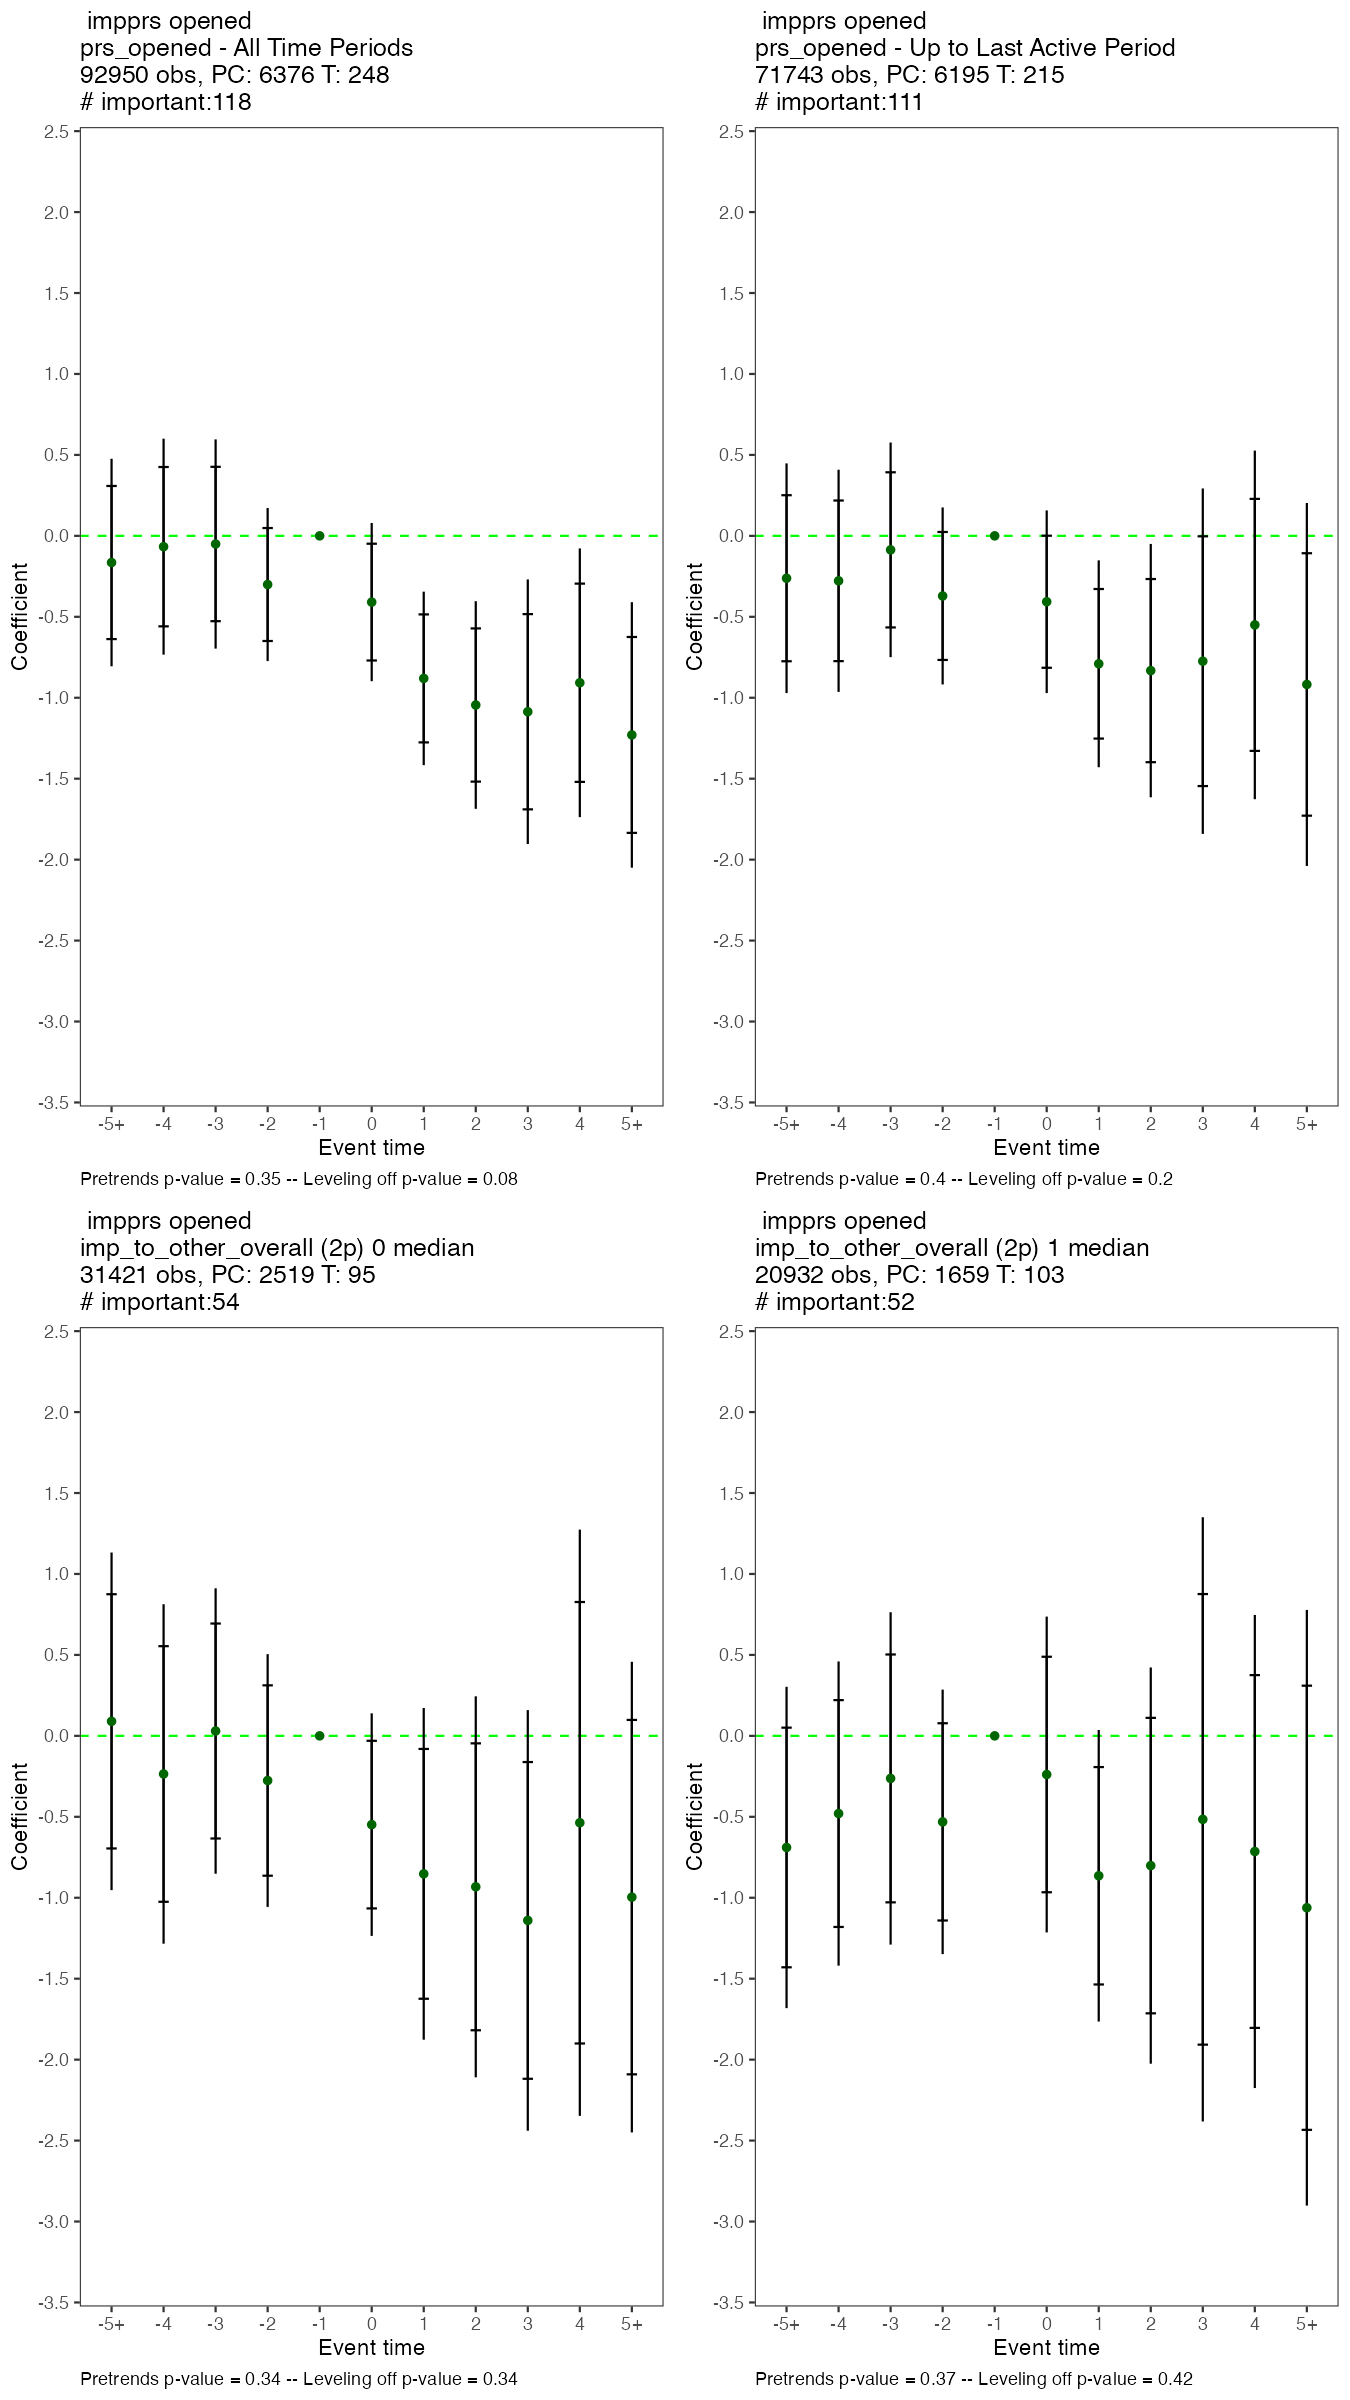 impprs opened
prs_opened - All Time Periods
92950 obs, PC: 6376 T: 248
# important:118
2.5
2.0
1.5
1.0
0.5
0.0
-0.5
-1.0
-1.5
-2.0
-2.5
-3.0
-3.5
Coefficient
-5+ -4 -3 -2 -1 0 1 2 3 4 5+
Event time
Pretrends p-value = 0.35 -- Leveling off p-value = 0.08
impprs opened
prs_opened - Up to Last Active Period
71743 obs, PC: 6195 T: 215
# important:111
2.5
2.0
1.5
1.0
0.5
0.0
-0.5
-1.0
-1.5
-2.0
-2.5
-3.0
-3.5
Coefficient
-5+ -4 -3 -2 -1 0 1 2 3 4 5+
Event time
Pretrends p-value = 0.4 -- Leveling off p-value = 0.2
impprs opened
imp_to_other_overall (2p) 0 median
31421 obs, PC: 2519 T: 95
# important:54
2.5
2.0
1.5
1.0
0.5
0.0
-0.5
-1.0
-1.5
-2.0
-2.5
-3.0
-3.5
Coefficient
-5+ -4 -3 -2 -1 0 1 2 3 4 5+
Event time
Pretrends p-value = 0.34 -- Leveling off p-value = 0.34
impprs opened
imp_to_other_overall (2p) 1 median
20932 obs, PC: 1659 T: 103
# important:52
2.5
2.0
1.5
1.0
0.5
0.0
-0.5
-1.0
-1.5
-2.0
-2.5
-3.0
-3.5
Coefficient
-5+ -4 -3 -2 -1 0 1 2 3 4 5+
Event time
Pretrends p-value = 0.37 -- Leveling off p-value = 0.42